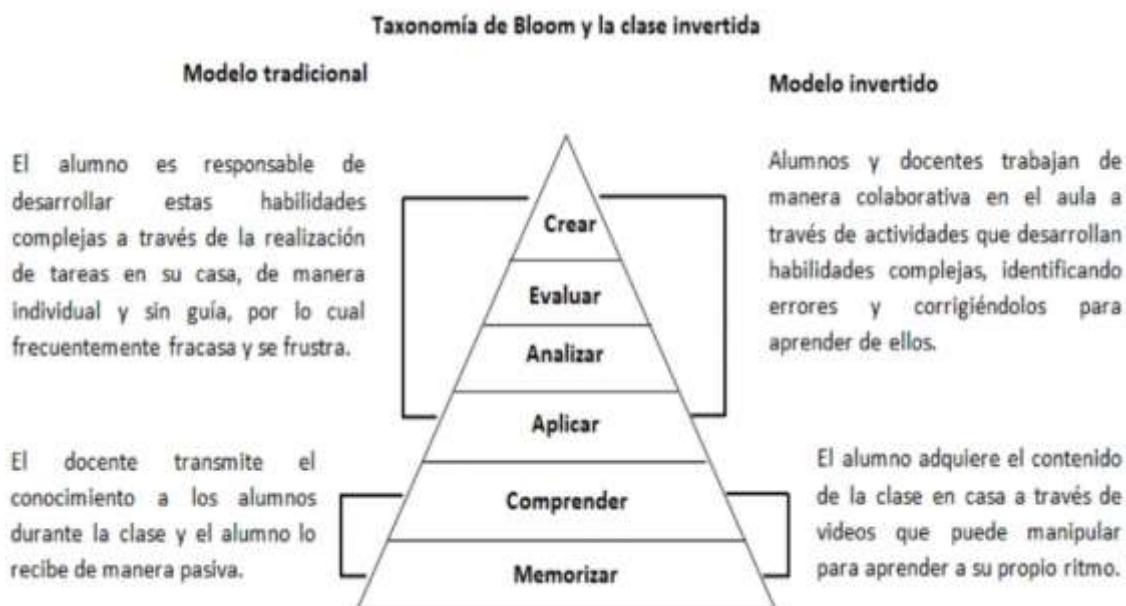 Taxonomía de Bloom y la clase invertida
Modelo tradicional
Modelo invertido
El alumno es responsable de
desarrollar estas habilidades
complejas a través de la realización
de tareas en su casa, de manera
individual y sin guía, por lo cual
frecuentemente fracasa y se frustra.
Alumnos y docentes trabajan de
manera colaborativa en el aula a
través de actividades que desarrollan
habilidades complejas, identificando
errores y corrigiéndolos para
aprender de ellos.
Crear
Evaluar
Analizar
Aplicar
Comprender
Memorizar
El docente transmite el
conocimiento a los alumnos
durante la clase y el alumno lo
recibe de manera pasiva.
El alumno adquiere el contenido
de la clase en casa a través de
videos que puede manipular
para aprender a su propio ritmo.